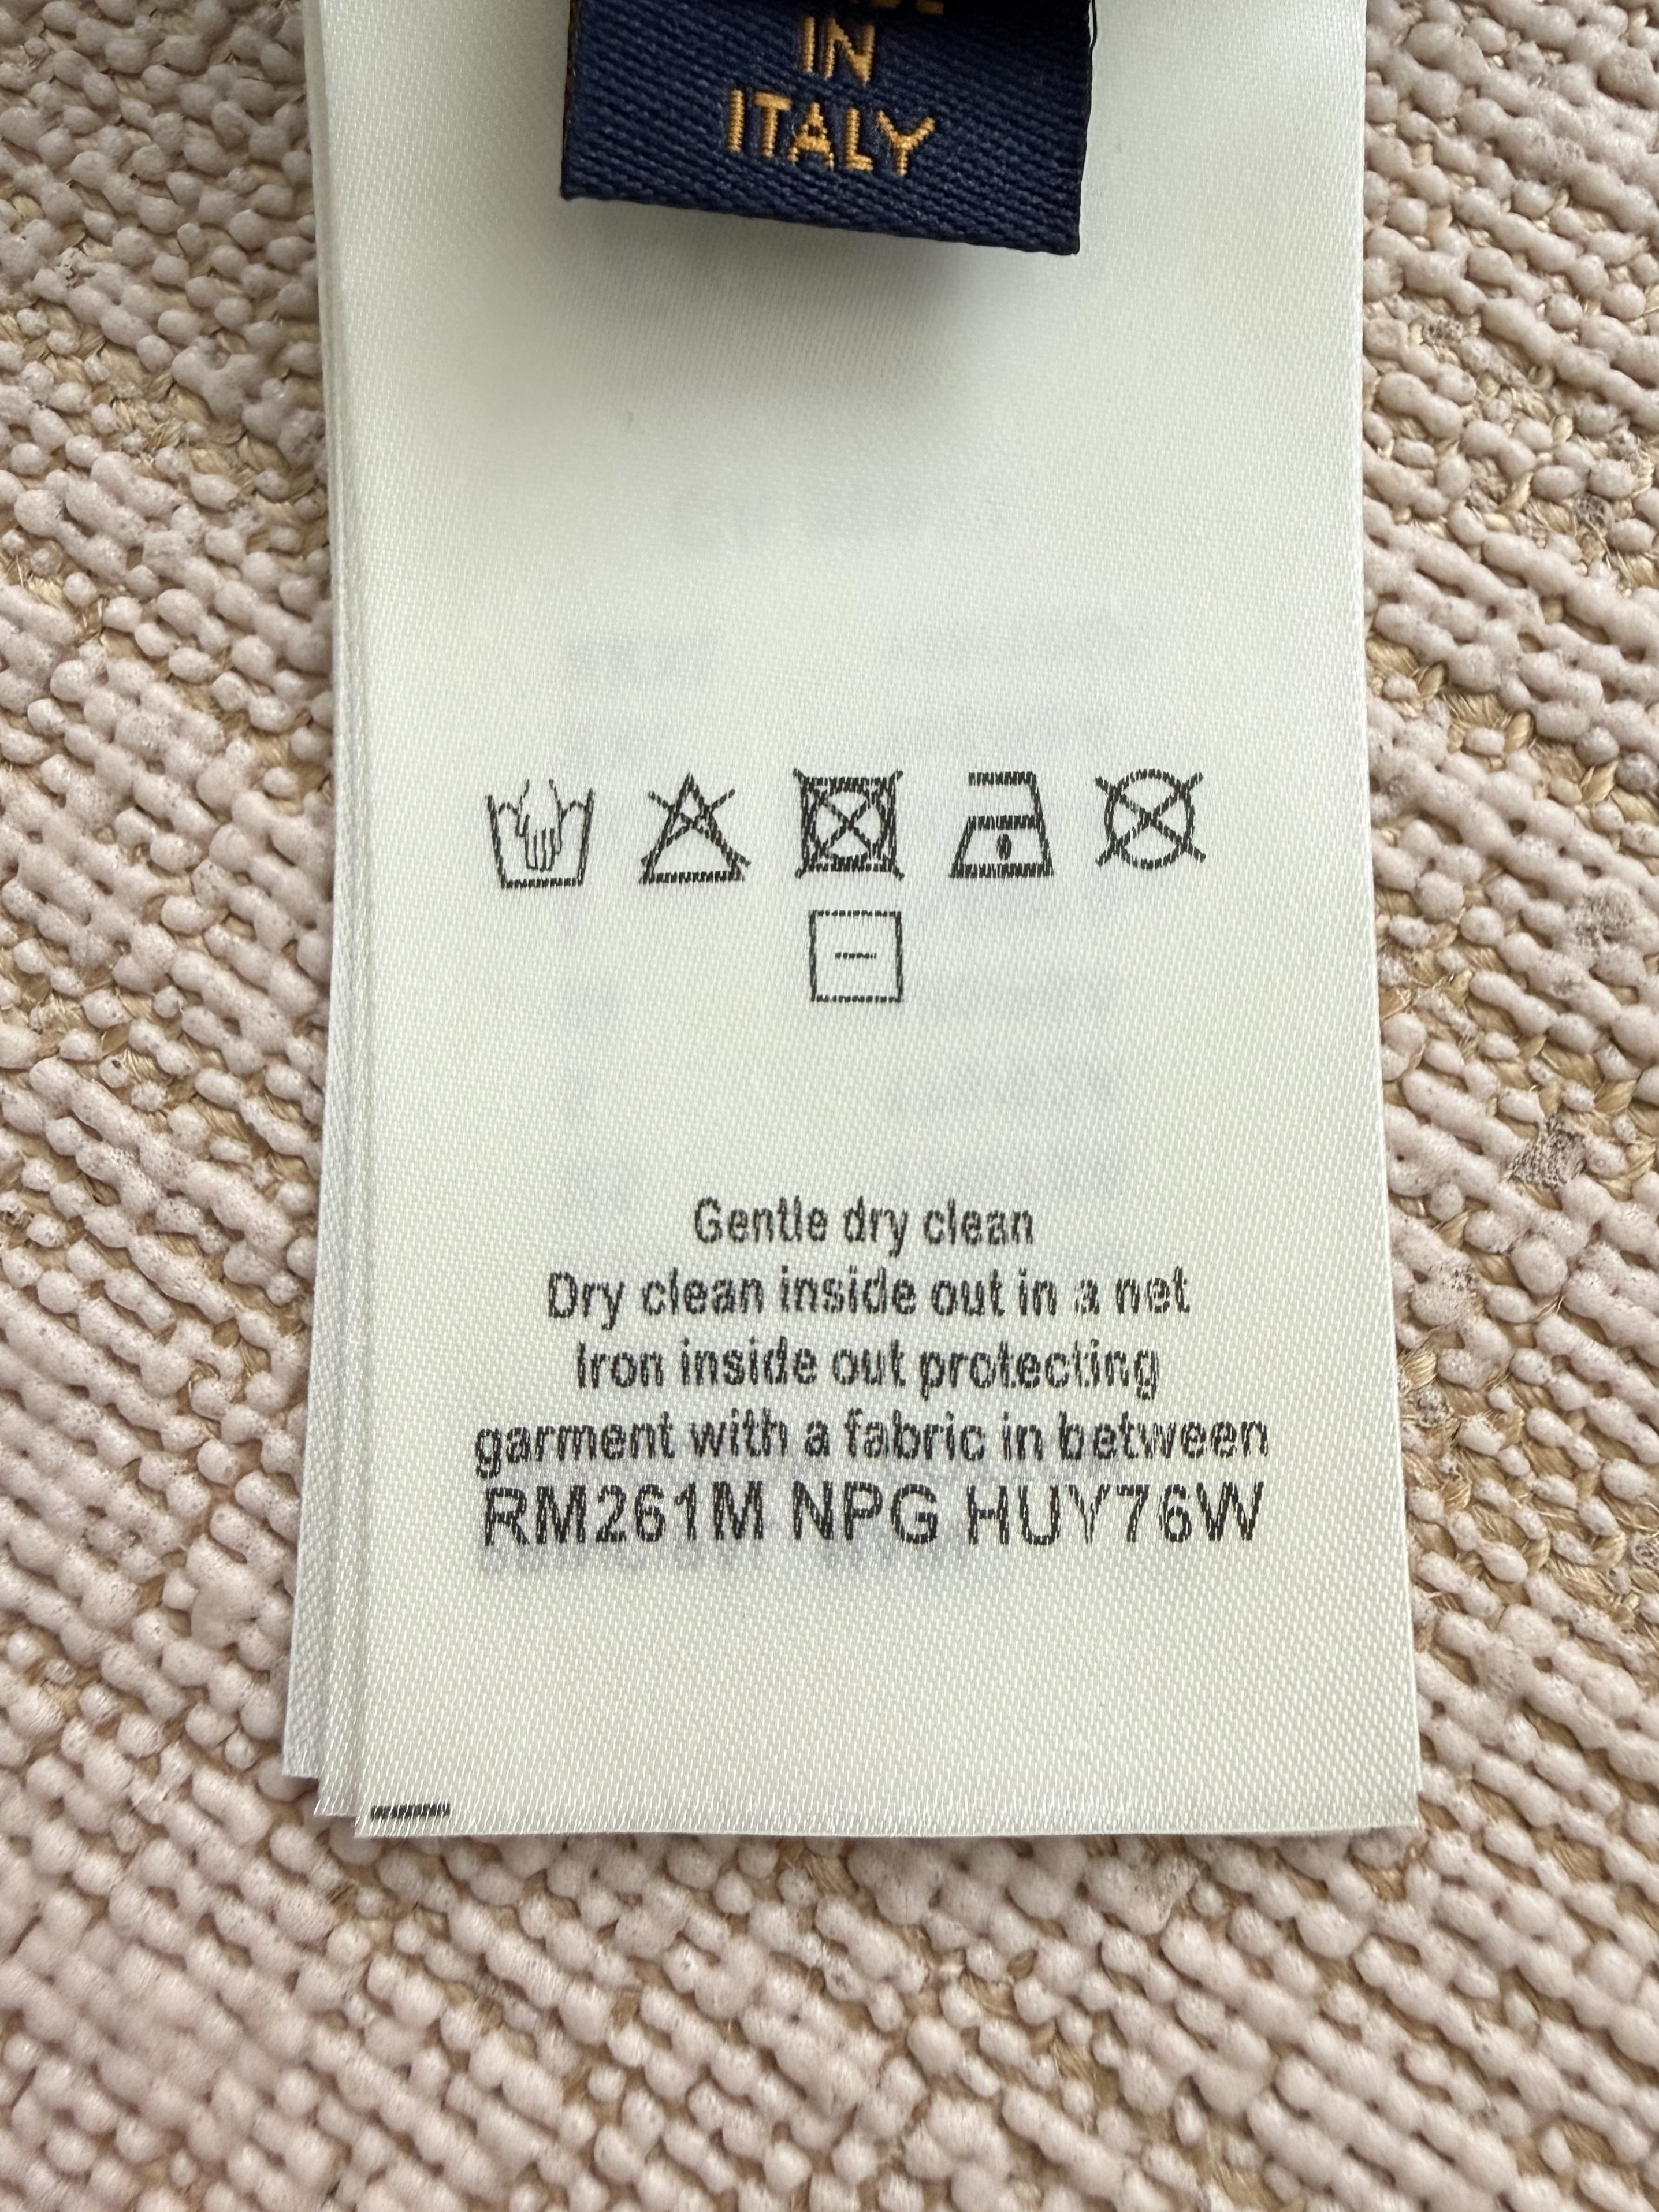 IN
ITALY
Gentle dry clean
Dry clean inside out in a net
Iron inside out protecting
garment with a fabric in between
RM261M NPG HUY76W